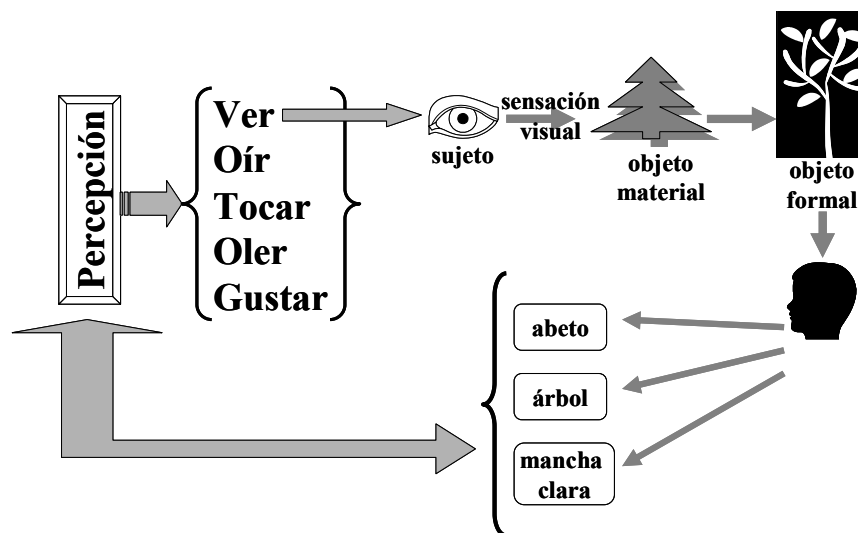 Percepción
Ver
Oír
Tocar
Oler
Gustar
sujeto
sensación
visual
objeto
material
objeto
formal
abeto
árbol
mancha
clara